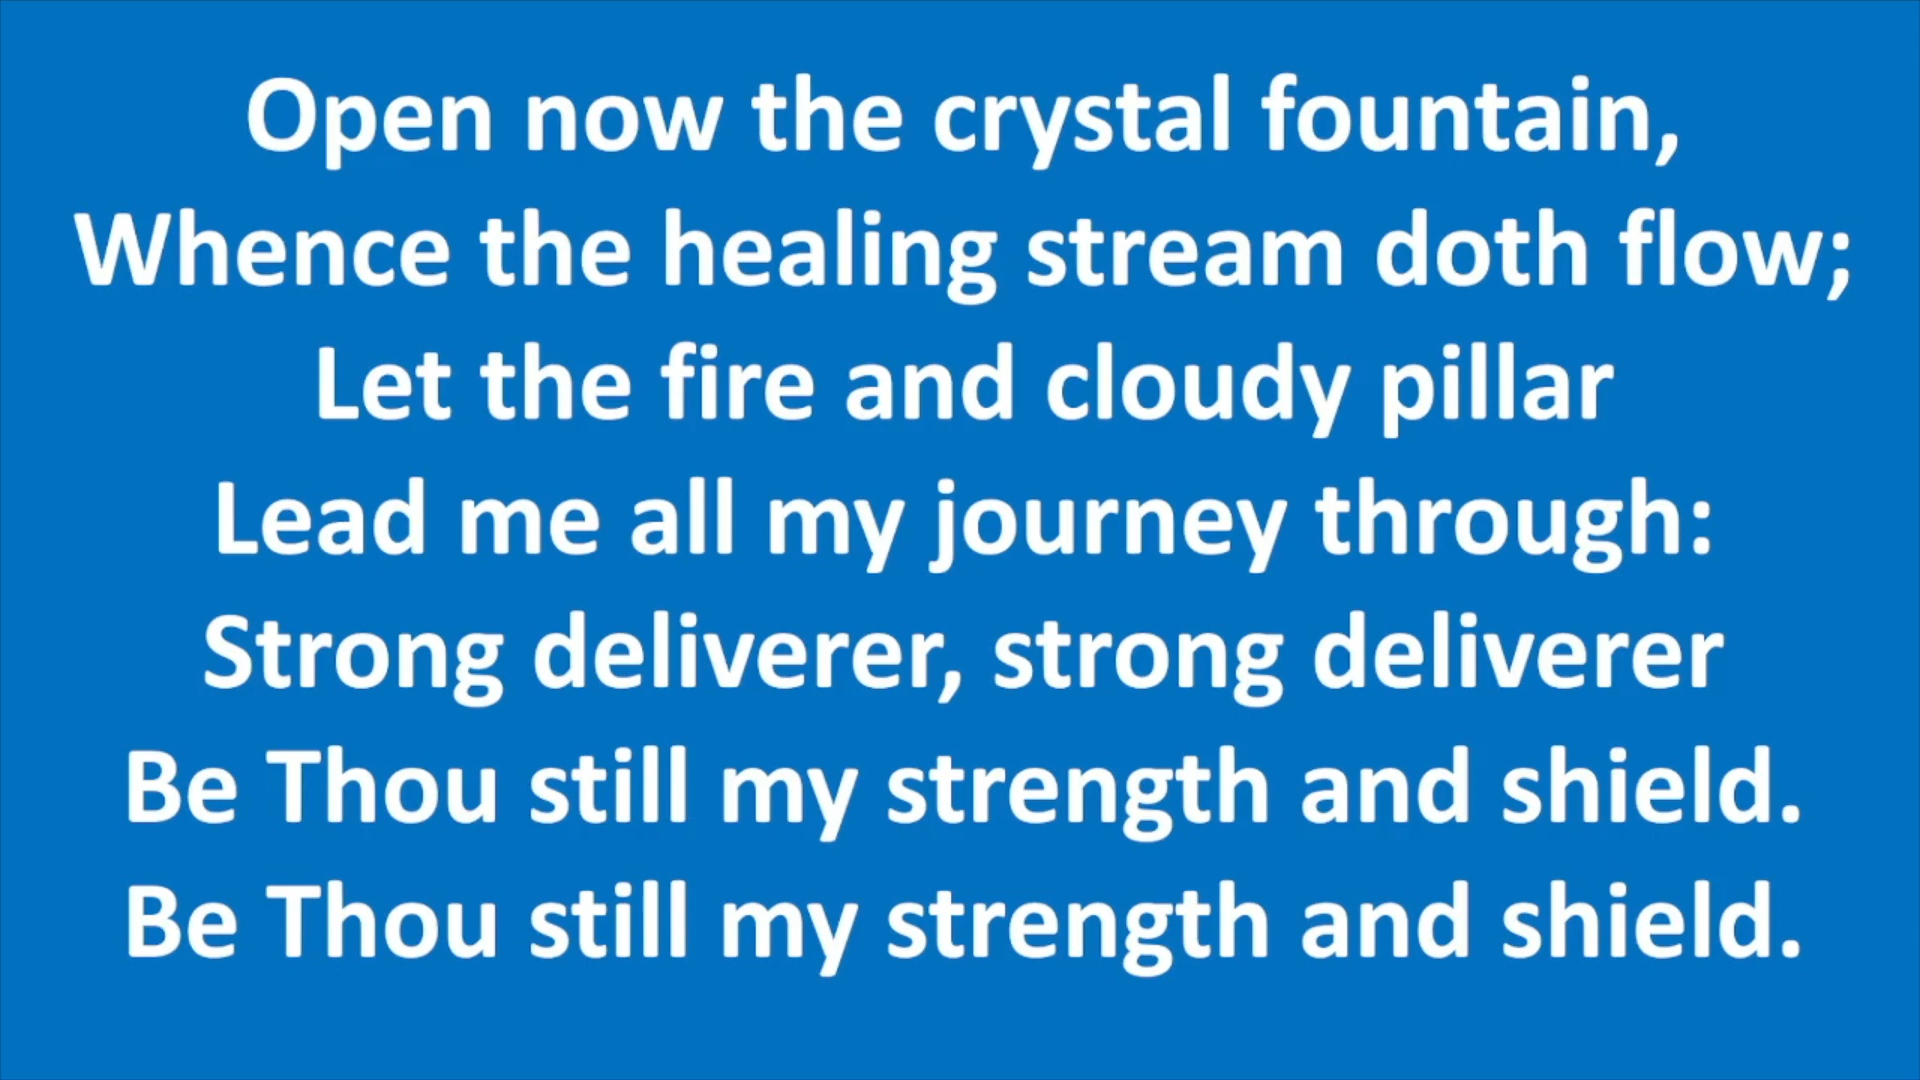 Open now the crystal fountain,
Whence the healing stream doth flow;
Let the fire and cloudy pillar
Lead me all my journey through:
Strong deliverer, strong deliverer
Be Thou still my strength and shield.
Be Thou still my strength and shield.